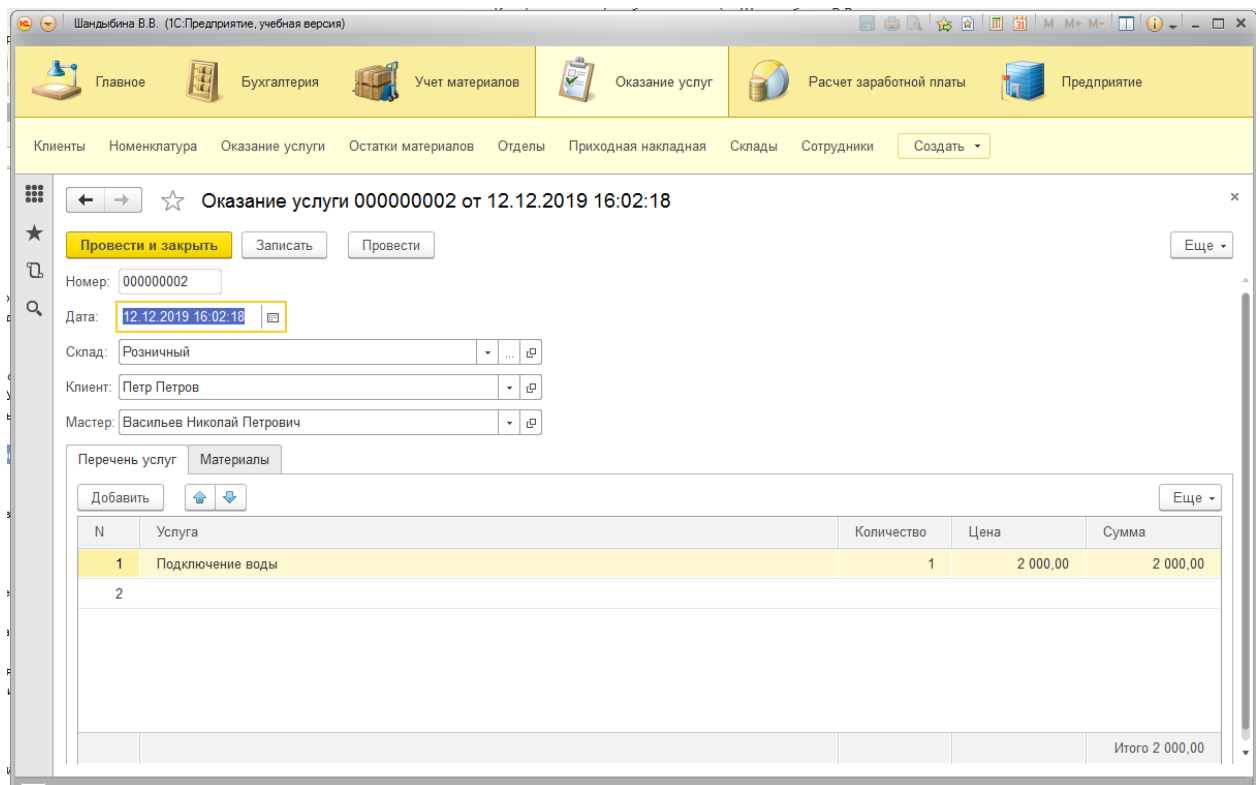 Шандыбина В.В. (1С:Предприятие, учебная версия)
M M+ M-
Главное Бухгалтерия Учет материалов Оказание услуг Расчет заработной платы Предприятие
Клиенты Номенклатура Оказание услуги Остатки материалов Отделы Приходная накладная Склады Сотрудники Создать
Оказание услуги 000000002 от 12.12.2019 16:02:18
Провести и закрыть Записать Провести Еще
Номер: 000000002
Дата: 12.12.2019 16:02:18
Склад: Розничный ...
Клиент: Петр Петров
Мастер: Васильев Николай Петрович
Перечень услуг Материалы
Добавить Еще
N Услуга Количество Цена Сумма
1 Подключение воды 1 2 000,00 2 000,00
2
Итого 2 000,00